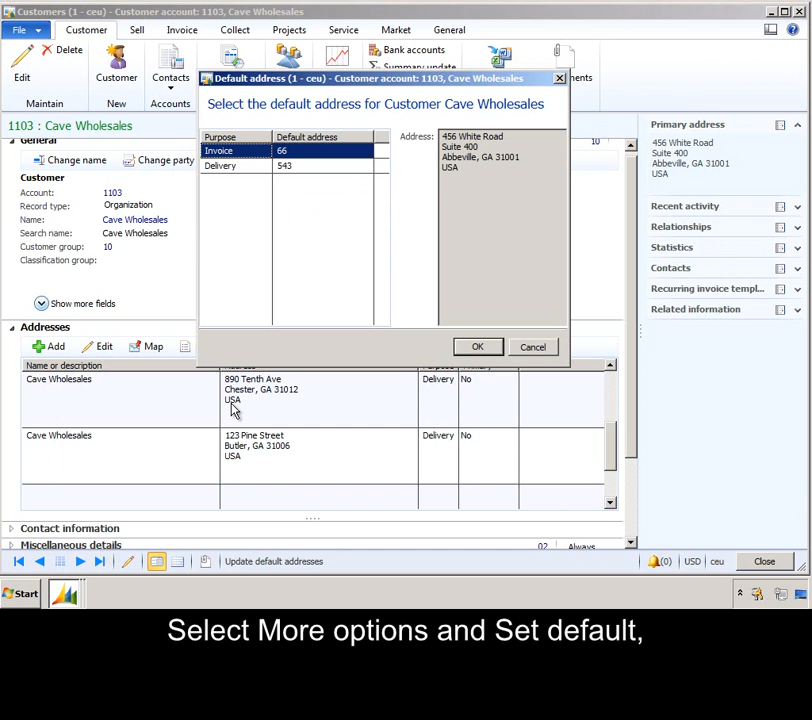 Customers (1 - ceu) - Customer account: 1103, Cave Wholesales
File
Customer
Sell
Invoice
Collect
Projects
Service
Market
General
Edit
Delete
Maintain
Customer
New
Contacts
Accounts
Bank accounts
Summary update
1103 : Cave Wholesales
General
10
Change name
Change party
Customer
Account: 1103
Record type: Organization
Name: Cave Wholesales
Search name: Cave Wholesales
Customer group: 10
Classification group:
Show more fields
Default address (1 - ceu) - Customer account: 1103, Cave Wholesales
Select the default address for Customer Cave Wholesales
Purpose Default address
Invoice 66
Delivery 543
Address:
456 White Road
Suite 400
Abbeville, GA 31001
USA
OK
Cancel
Primary address
456 White Road
Suite 400
Abbeville, GA 31001
USA
Recent activity
Relationships
Statistics
Contacts
Recurring invoice templ...
Related information
Addresses
Add
Edit
Map
Name or description
Cave Wholesales
890 Tenth Ave
Chester, GA 31012
USA
Delivery No
Cave Wholesales
123 Pine Street
Butler, GA 31006
USA
Delivery No
Contact information
Miscellaneous details
02 Always
Update default addresses
(0)
USD
ceu
Close
Start
Select More options and Set default,